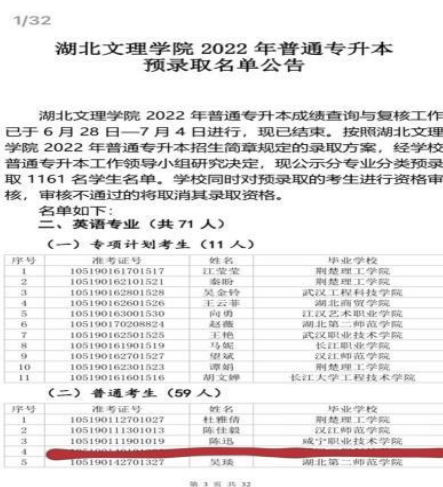 1/32
湖北文理学院 2022 年普通专升本
预录取名单公告
湖北文理学院 2022 年普通专升本成绩查询与复核工作
已于 6 月 28 日—7 月 4 日进行，现已结束。按照湖北文理
学院 2022 年普通专升本招生简章规定的录取方案，经学校
普通专升本工作领导小组研究决定，现公示分专业分类预录
取 1161 名学生名单。学校同时对预录取的考生进行资格审
核，审核不通过的将取消其录取资格。
名单如下：
二、英语专业（共 71 人）
（一）专项计划考生（11 人）
序号 准考证号 姓名 毕业学校
1 105190161701517 江莹莹 荆楚理工学院
2 105190162101521 秦盼 荆楚理工学院
3 105190162801528 吴金铃 武汉工程科技学院
4 105190162601526 王云菲 湖北商贸学院
5 105190163001530 向勇 江汉艺术职业学院
6 105190170208824 赵薇 湖北第二师范学院
7 105190162501525 王艳 武汉职业技术学院
8 105190161901519 马妮 长江职业学院
9 105190162701527 望斌 汉江师范学院
10 105190162301523 谭娟 荆楚理工学院
11 105190161601516 胡文婵 长江大学工程技术学院
（二）普通考生（59 人）
序号 准考证号 姓名 毕业学校
1 105190112701027 杜雅倩 荆楚理工学院
2 105190111301013 陈仕毅 汉江师范学院
3 105190111901019 陈迅 咸宁职业技术学院
4
5 105190142701327 吴瑛 湖北第二师范学院
第 3 页 共 32